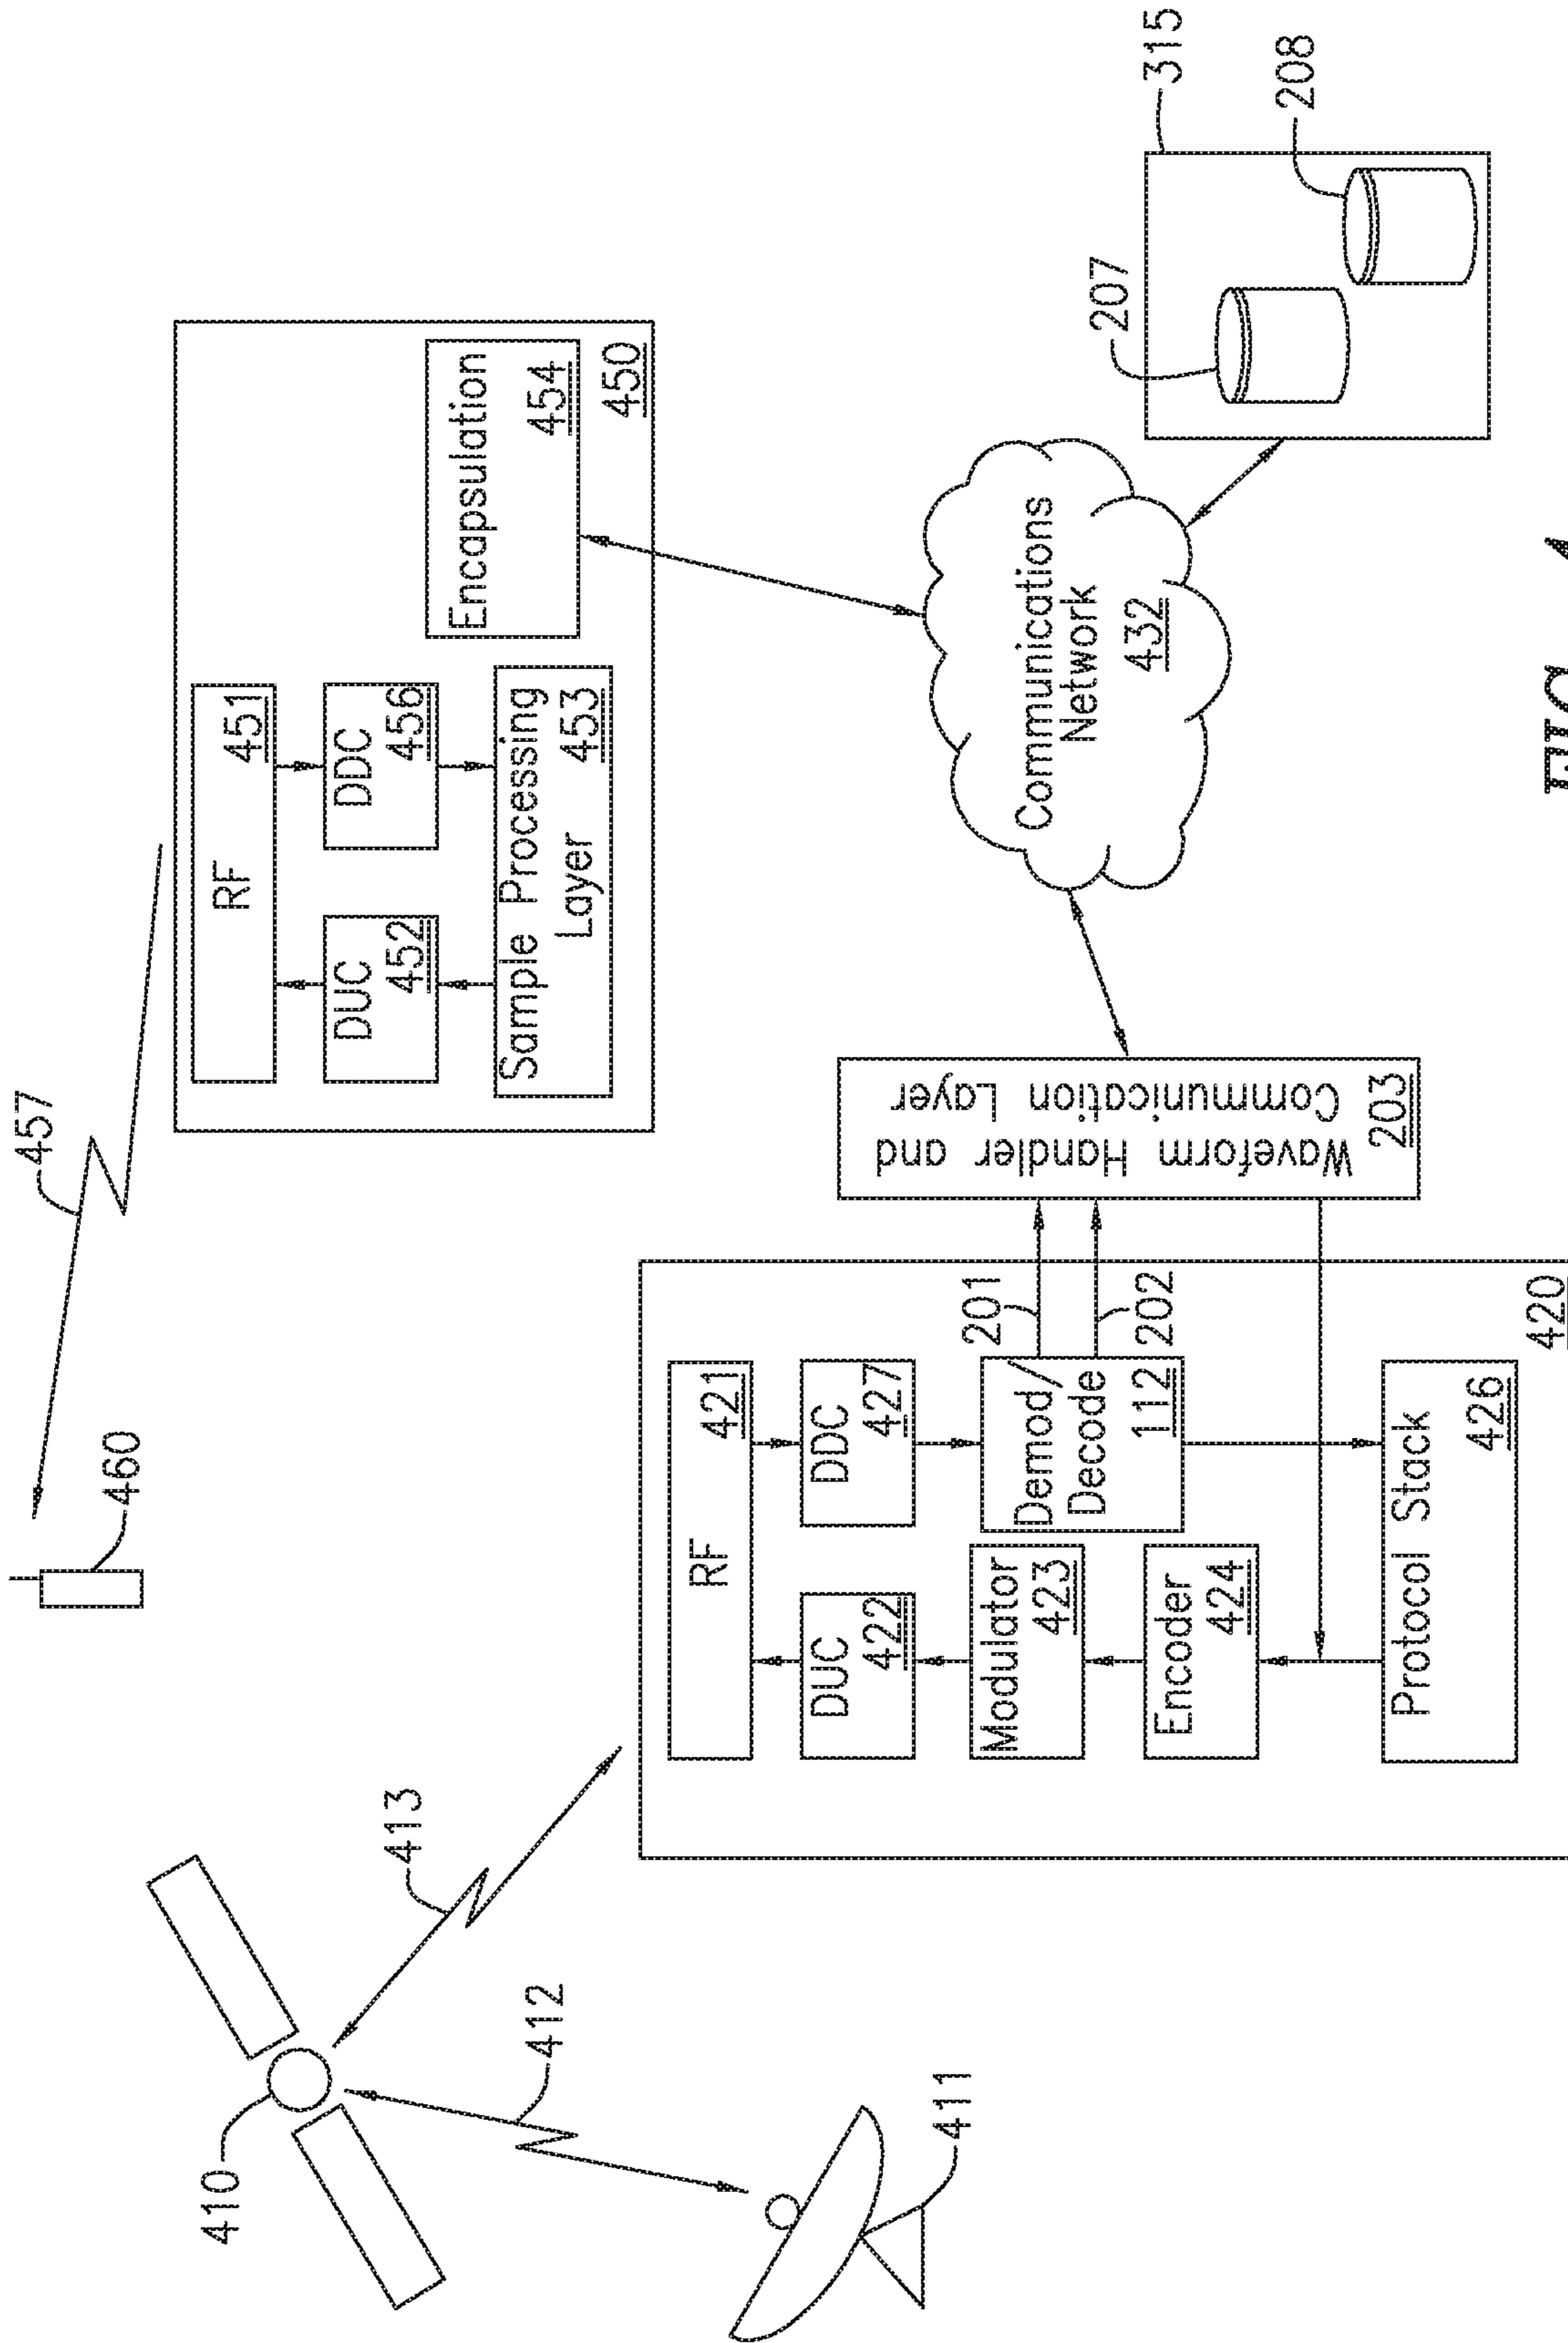 410
412
411
413
460
457
RF
421
DUC
422
DDC
427
Modulator
423
Demod/
Decode
112
Encoder
424
Protocol Stack
426
420
201
202
Waveform Handler and
Communication Layer
203
RF
451
DUC
452
DDC
456
Sample Processing
Layer
453
Encapsulation
454
450
Communications
Network
432
207
208
315